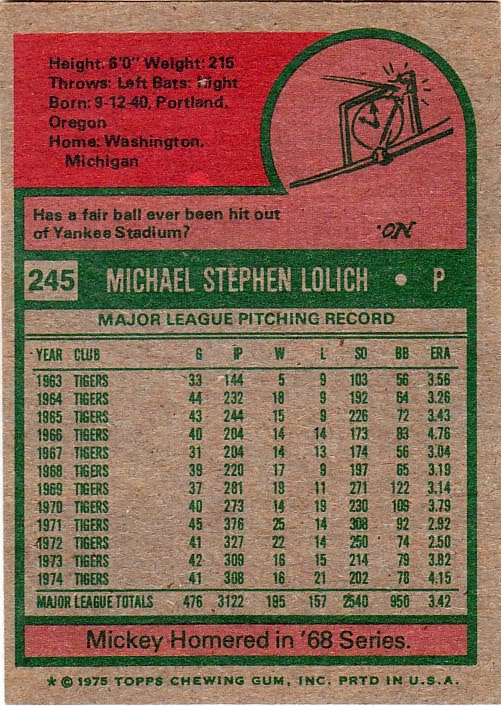 Height: 6'0" Weight: 215
Throws: Left Bats: Right
Born: 9-12-40, Portland,
Oregon
Home: Washington,
Michigan
Has a fair ball ever been hit out
of Yankee Stadium?
No.
245 MICHAEL STEPHEN LOLICH • P
MAJOR LEAGUE PITCHING RECORD
YEAR CLUB G IP W L SO BB ERA
1963 TIGERS 33 144 5 9 103 56 3.56
1964 TIGERS 44 232 18 9 192 64 3.26
1965 TIGERS 43 244 15 9 226 72 3.43
1966 TIGERS 40 204 14 14 173 83 4.76
1967 TIGERS 31 204 14 13 174 56 3.04
1968 TIGERS 39 220 17 9 197 65 3.19
1969 TIGERS 37 281 19 11 271 122 3.14
1970 TIGERS 40 273 14 19 230 109 3.79
1971 TIGERS 45 376 25 14 308 92 2.92
1972 TIGERS 41 327 22 14 250 74 2.50
1973 TIGERS 42 309 16 15 214 79 3.82
1974 TIGERS 41 308 16 21 202 78 4.15
MAJOR LEAGUE TOTALS 476 3122 195 157 2540 950 3.42
Mickey Homered in '68 Series.
* © 1975 TOPPS CHEWING GUM, INC. PRTD IN U.S.A.